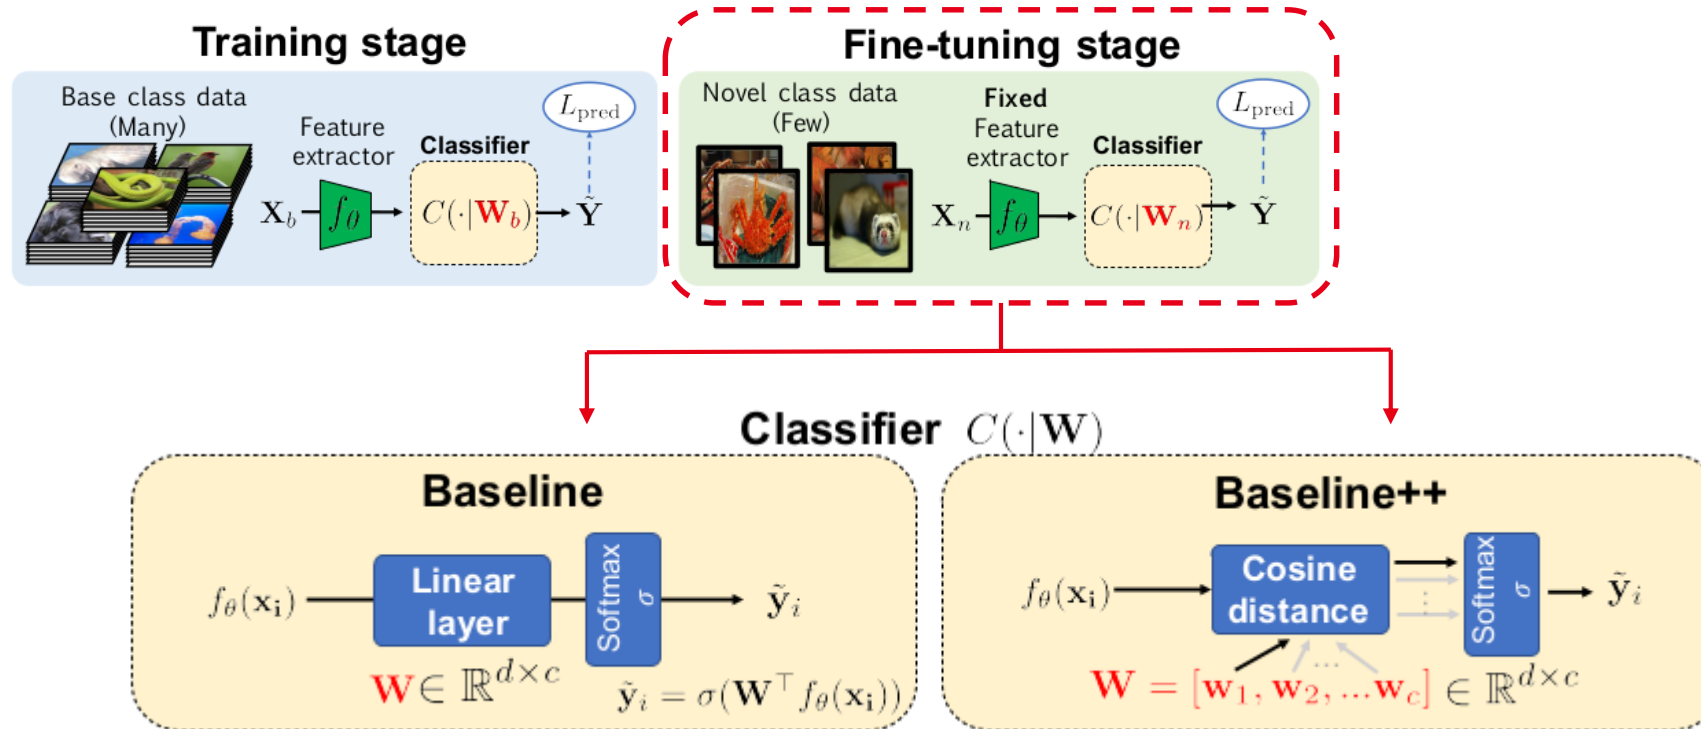 Training stage
Base class data
(Many)
Feature
extractor
Classifier
L_pred
X_b
f_θ
C(·|W_b)
Ỹ
Fine-tuning stage
Novel class data
(Few)
Fixed
Feature
extractor
Classifier
L_pred
X_n
f_θ
C(·|W_n)
Ỹ
Classifier C(·|W)
Baseline
f_θ(x_i)
Linear
layer
Softmax
σ
ỹ_i
W ∈ ℝ^{d×c}
ỹ_i = σ(W^⊤ f_θ(x_i))
Baseline++
f_θ(x_i)
Cosine
distance
⋮
Softmax
σ
ỹ_i
...
W = [w_1, w_2, ...w_c] ∈ ℝ^{d×c}